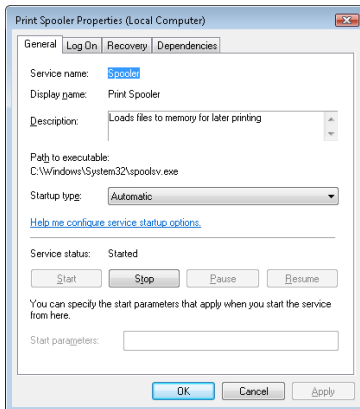 Print Spooler Properties (Local Computer)
General Log On Recovery Dependencies
Service name: Spooler
Display name: Print Spooler
Description: Loads files to memory for later printing
Path to executable:
C:\Windows\System32\spoolsv.exe
Startup type: Automatic
Help me configure service startup options.
Service status: Started
Start Stop Pause Resume
You can specify the start parameters that apply when you start the service
from here.
Start parameters:
OK Cancel Apply